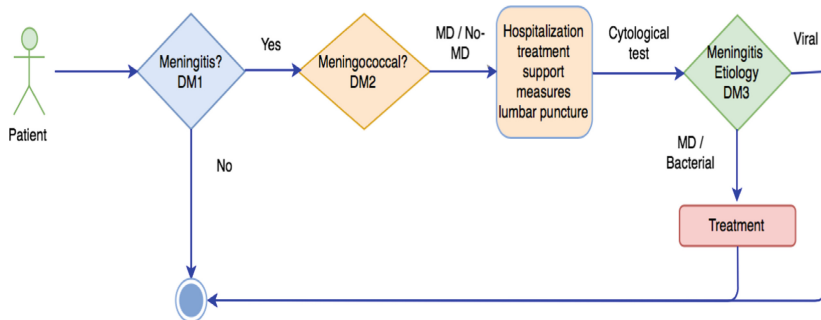 Patient
Meningitis?
DM1
Yes
No
Meningococcal?
DM2
MD / No-
MD
Hospitalization
treatment
support
measures
lumbar puncture
Cytological
test
Meningitis
Etiology
DM3
Viral
MD /
Bacterial
Treatment